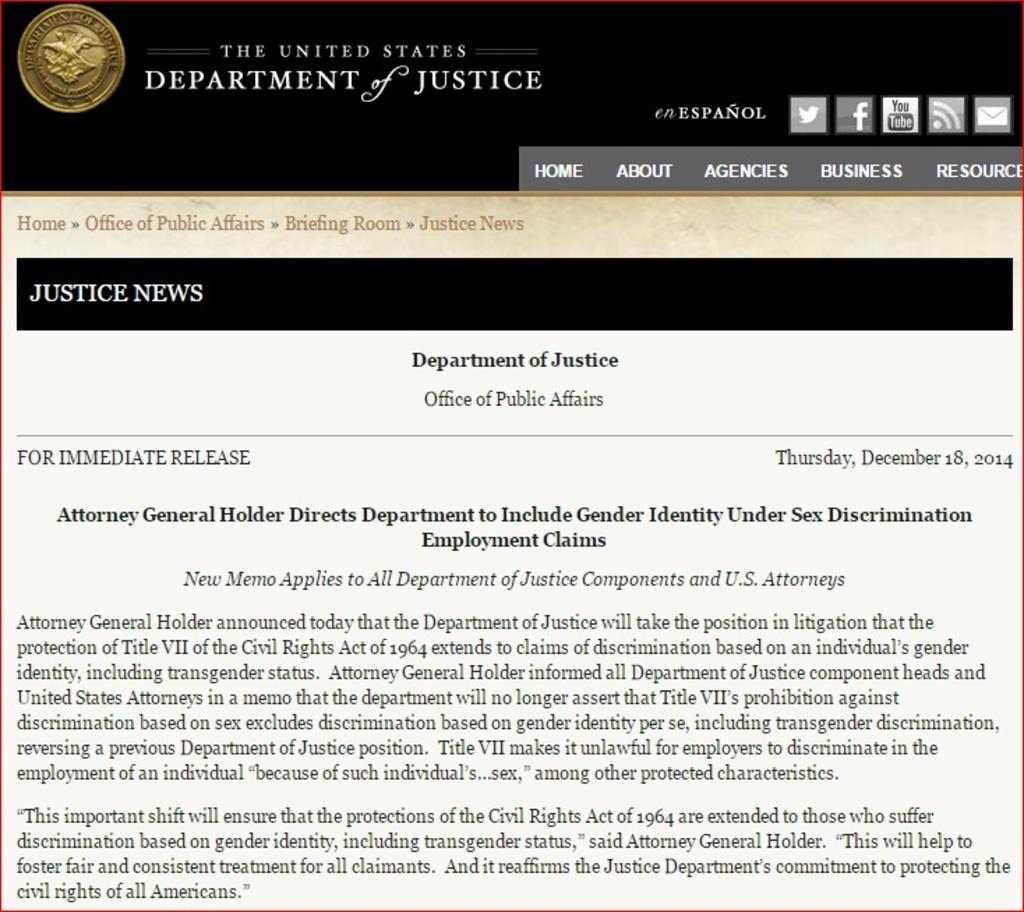 THE UNITED STATES
DEPARTMENT of JUSTICE
en ESPAÑOL
You
Tube
HOME ABOUT AGENCIES BUSINESS RESOURCE
Home » Office of Public Affairs » Briefing Room » Justice News
JUSTICE NEWS
Department of Justice
Office of Public Affairs
FOR IMMEDIATE RELEASE Thursday, December 18, 2014
Attorney General Holder Directs Department to Include Gender Identity Under Sex Discrimination
Employment Claims
New Memo Applies to All Department of Justice Components and U.S. Attorneys
Attorney General Holder announced today that the Department of Justice will take the position in litigation that the
protection of Title VII of the Civil Rights Act of 1964 extends to claims of discrimination based on an individual’s gender
identity, including transgender status.  Attorney General Holder informed all Department of Justice component heads and
United States Attorneys in a memo that the department will no longer assert that Title VII’s prohibition against
discrimination based on sex excludes discrimination based on gender identity per se, including transgender discrimination,
reversing a previous Department of Justice position.  Title VII makes it unlawful for employers to discriminate in the
employment of an individual “because of such individual’s…sex,” among other protected characteristics.
“This important shift will ensure that the protections of the Civil Rights Act of 1964 are extended to those who suffer
discrimination based on gender identity, including transgender status,” said Attorney General Holder.  “This will help to
foster fair and consistent treatment for all claimants.  And it reaffirms the Justice Department’s commitment to protecting the
civil rights of all Americans.”